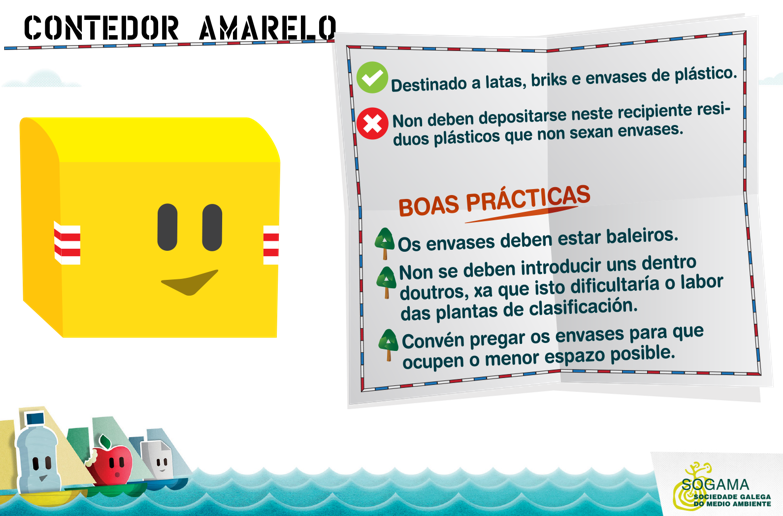 CONTEDOR AMARELO
Destinado a latas, briks e envases de plástico.
Non deben depositarse neste recipiente resi-
duos plásticos que non sexan envases.
BOAS PRÁCTICAS
Os envases deben estar baleiros.
Non se deben introducir uns dentro
doutros, xa que isto dificultaría o labor
das plantas de clasificación.
Convén pregar os envases para que
ocupen o menor espazo posible.
SOGAMA
SOCIEDADE GALEGA
DO MEDIO AMBIENTE